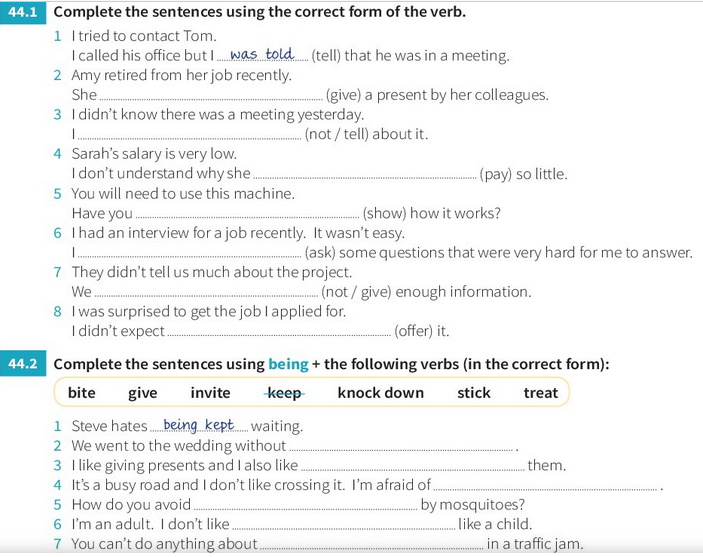 44.1 Complete the sentences using the correct form of the verb.
1 I tried to contact Tom.
I called his office but I was told (tell) that he was in a meeting.
2 Amy retired from her job recently.
She (give) a present by her colleagues.
3 I didn't know there was a meeting yesterday.
I (not / tell) about it.
4 Sarah's salary is very low.
I don't understand why she (pay) so little.
5 You will need to use this machine.
Have you (show) how it works?
6 I had an interview for a job recently. It wasn't easy.
I (ask) some questions that were very hard for me to answer.
7 They didn't tell us much about the project.
We (not / give) enough information.
8 I was surprised to get the job I applied for.
I didn't expect (offer) it.
44.2 Complete the sentences using being + the following verbs (in the correct form):
bite give invite keep knock down stick treat
1 Steve hates being kept waiting.
2 We went to the wedding without .
3 I like giving presents and I also like them.
4 It's a busy road and I don't like crossing it. I'm afraid of .
5 How do you avoid by mosquitoes?
6 I'm an adult. I don't like like a child.
7 You can't do anything about in a traffic jam.